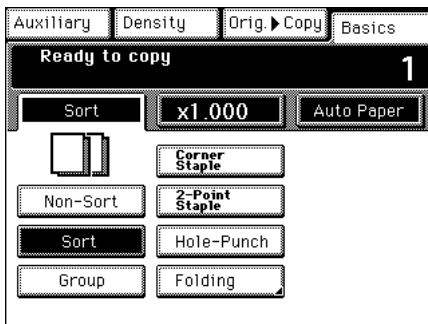 Auxiliary Density Orig.▶Copy Basics
Ready to copy
1
Sort x1.000 Auto Paper
Corner
Staple
Non-Sort
2-Point
Staple
Sort Hole-Punch
Group Folding